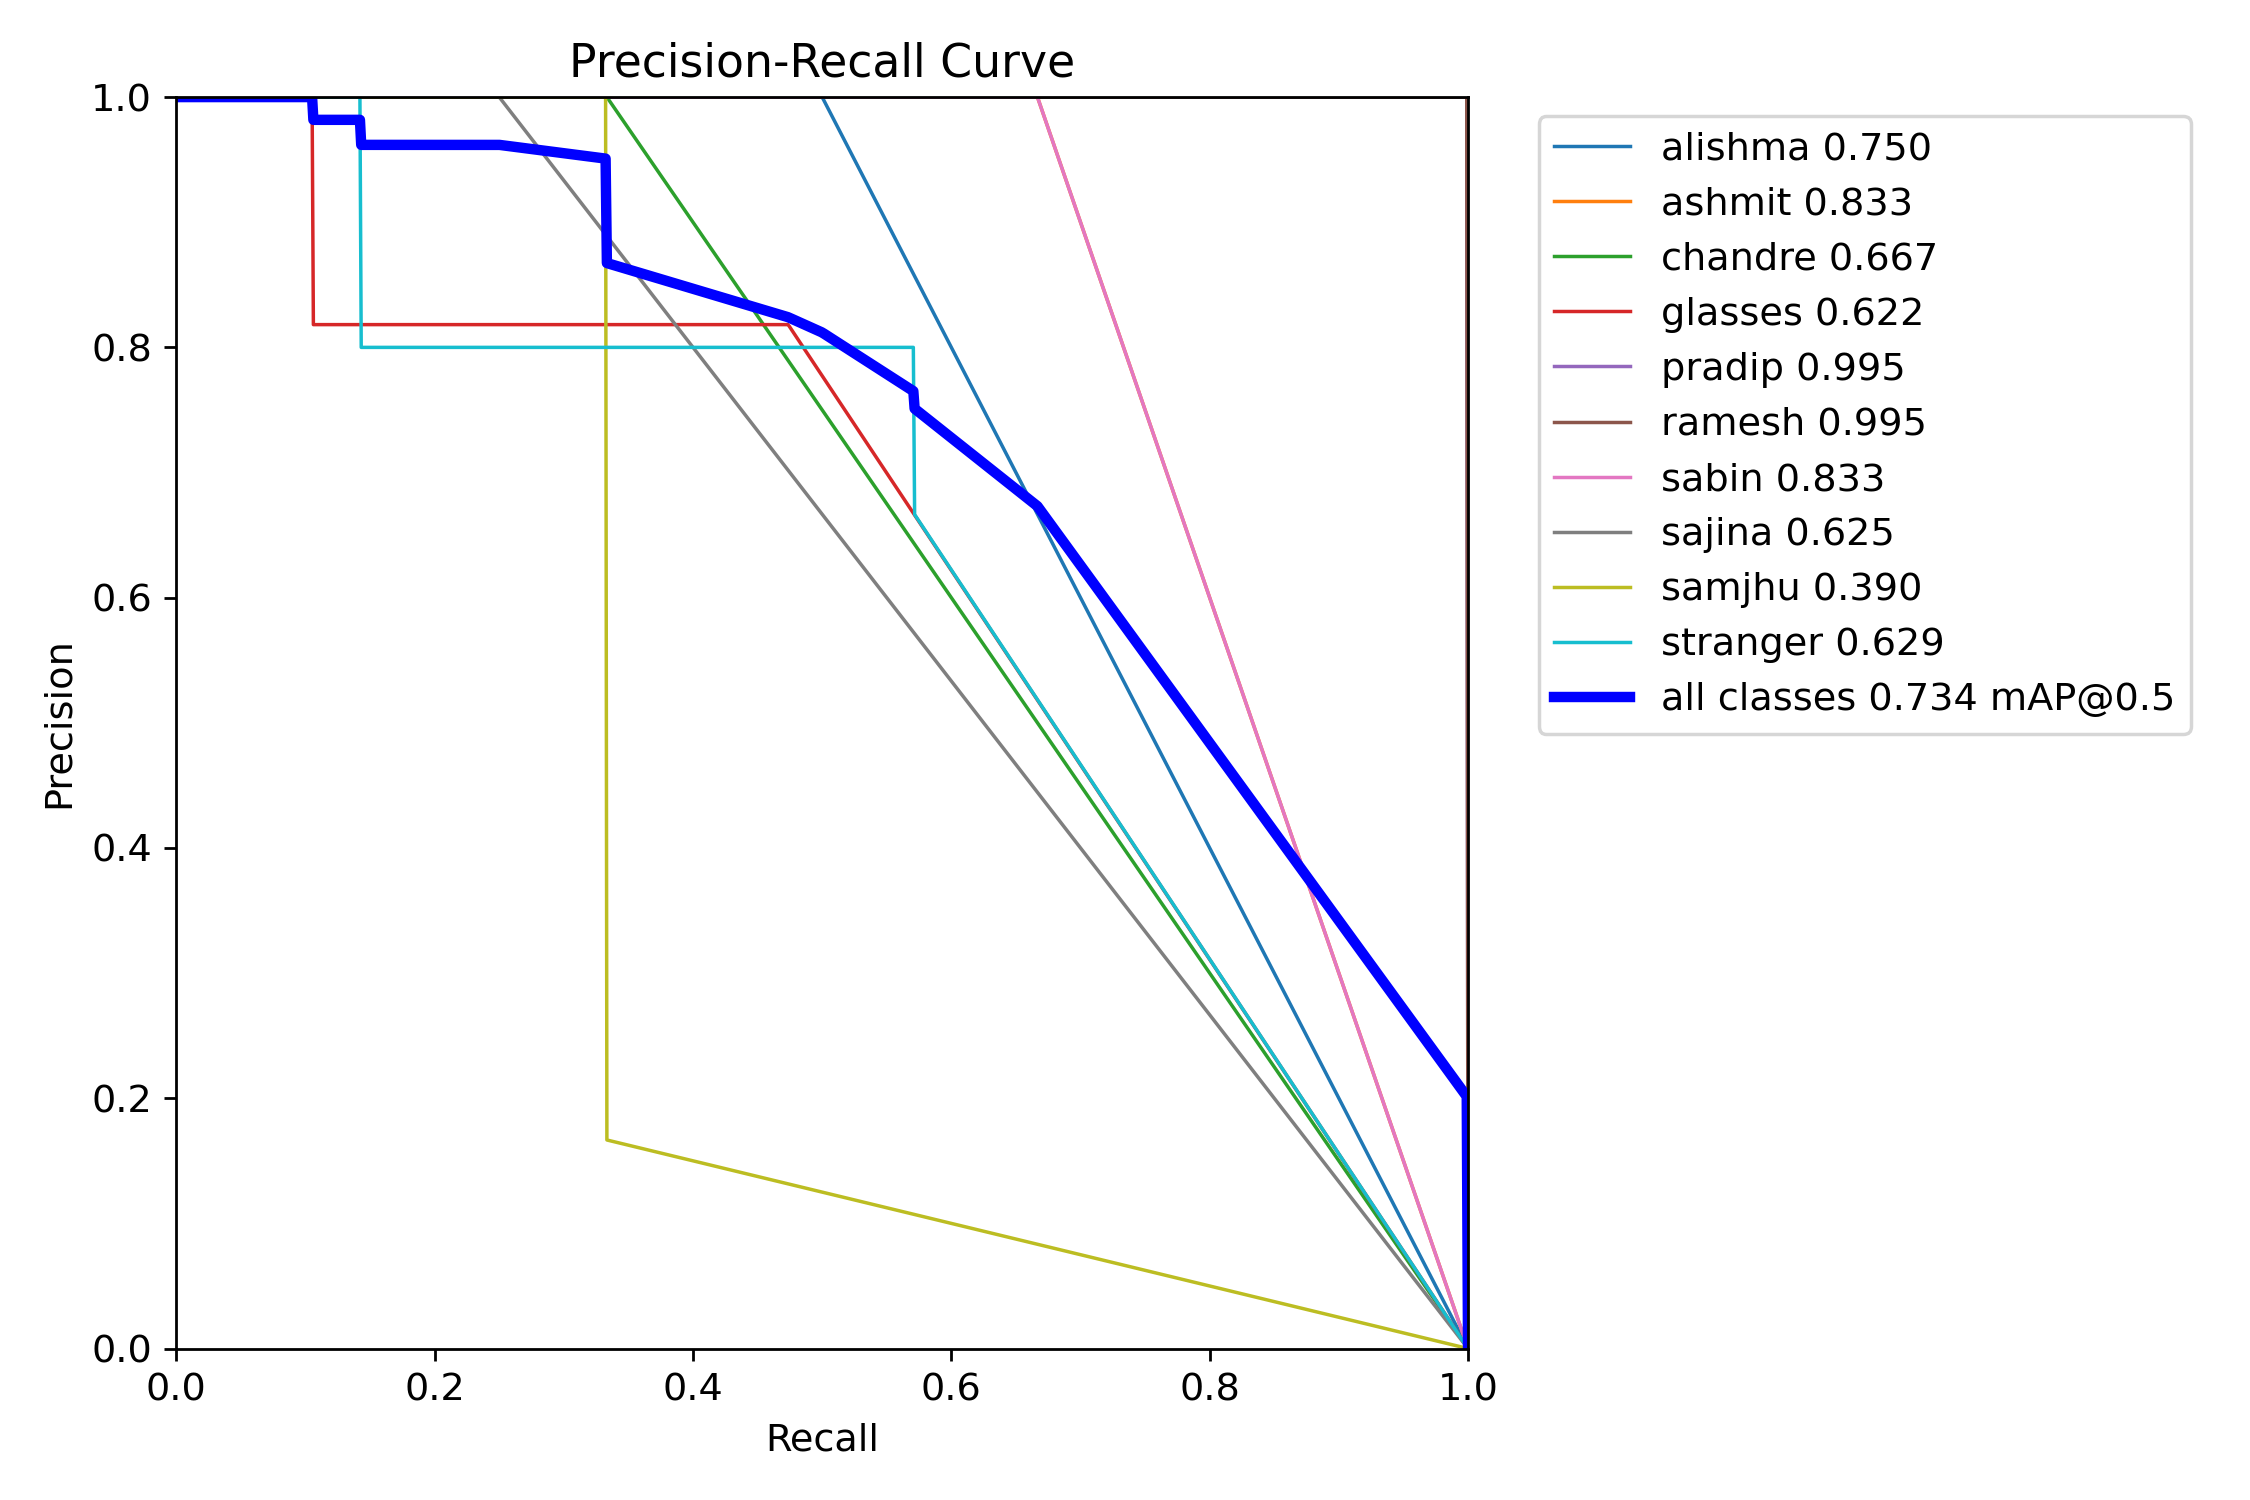 Precision-Recall Curve
1.0
0.8
0.6
0.4
0.2
0.0
Precision
0.0 0.2 0.4 0.6 0.8 1.0
Recall
alishma 0.750
ashmit 0.833
chandre 0.667
glasses 0.622
pradip 0.995
ramesh 0.995
sabin 0.833
sajina 0.625
samjhu 0.390
stranger 0.629
all classes 0.734 mAP@0.5